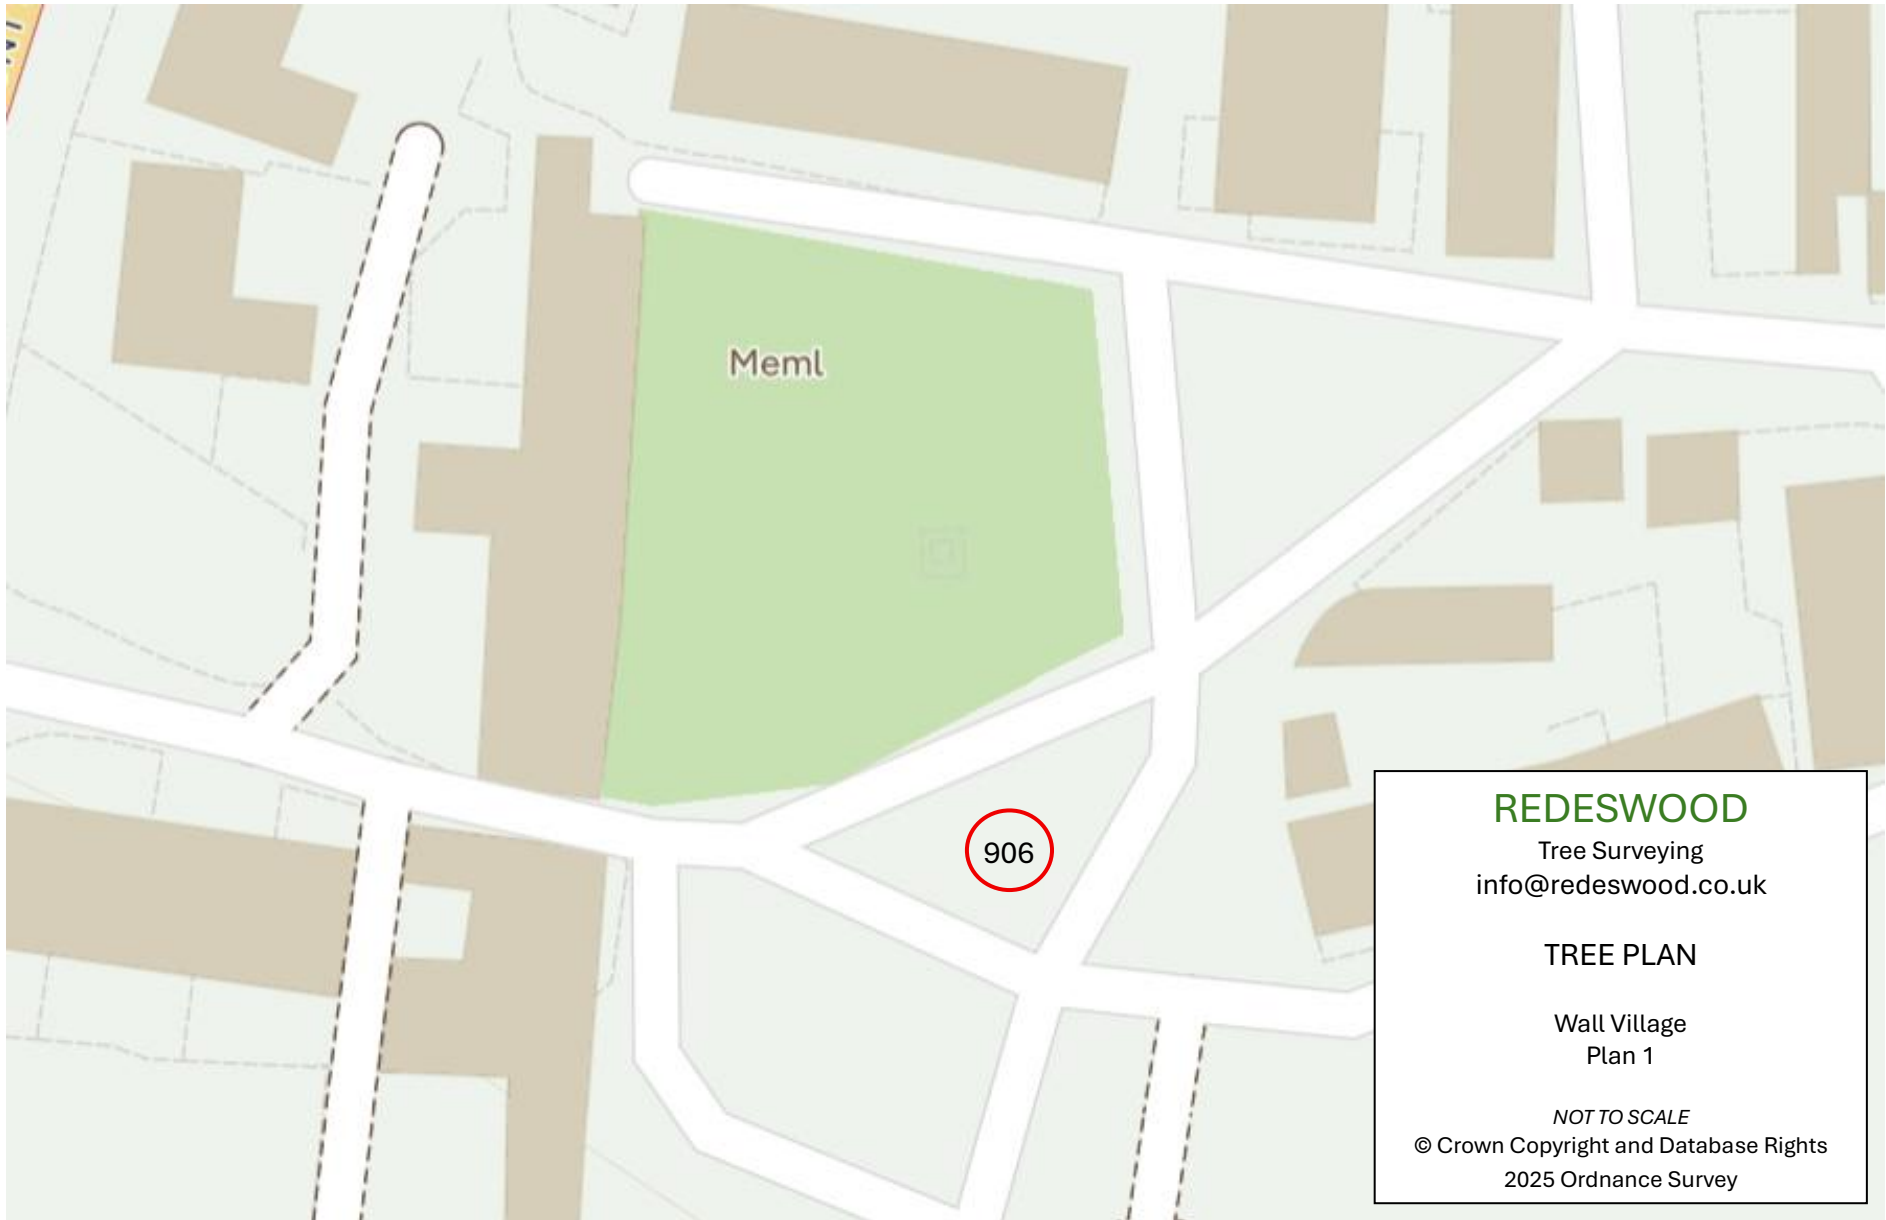 Meml
906
REDESWOOD
Tree Surveying
info@redeswood.co.uk
TREE PLAN
Wall Village
Plan 1
NOT TO SCALE
© Crown Copyright and Database Rights
2025 Ordnance Survey